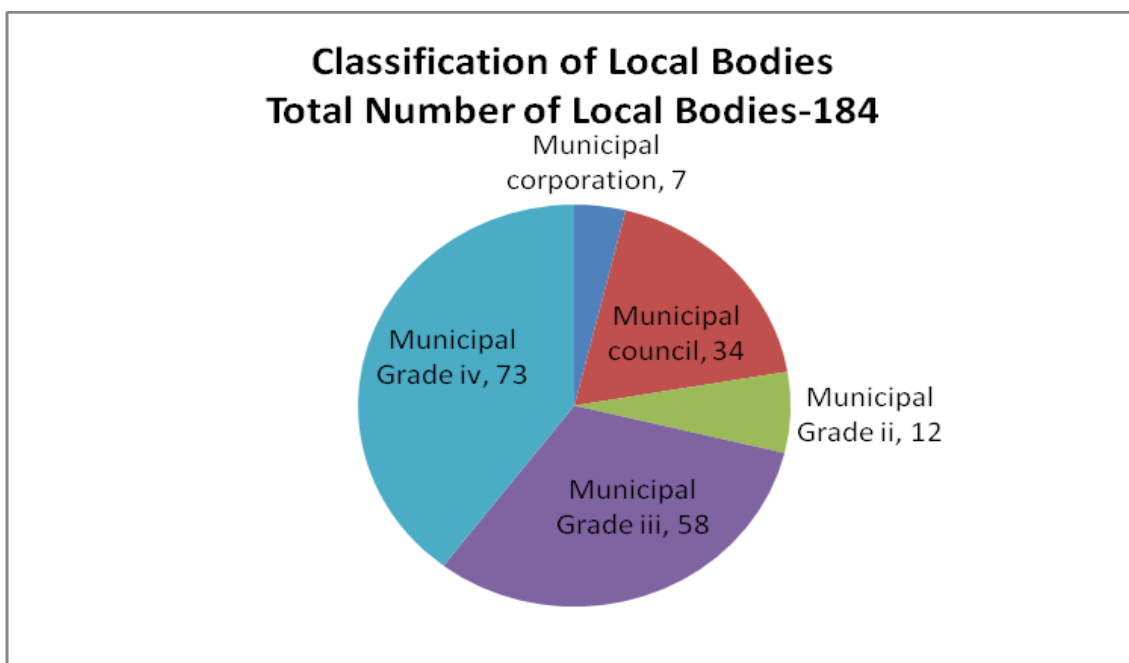 Classification of Local Bodies
Total Number of Local Bodies-184
Municipal
corporation, 7
Municipal
council, 34
Municipal
Grade ii, 12
Municipal
Grade iii, 58
Municipal
Grade iv, 73